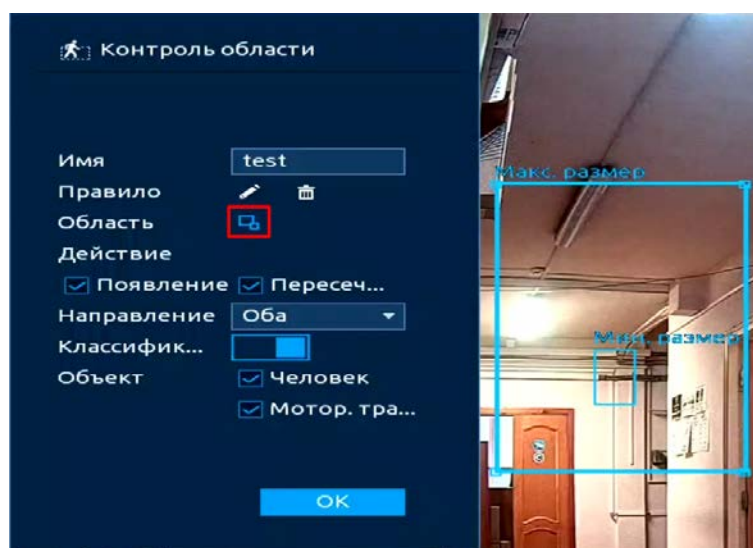 Контроль области
Имя test
Правило
Область
Действие
Появление Пересеч...
Направление Оба
Классифик...
Объект Человек
Мотор. тра...
OK
Макс. размер
Мин. размер